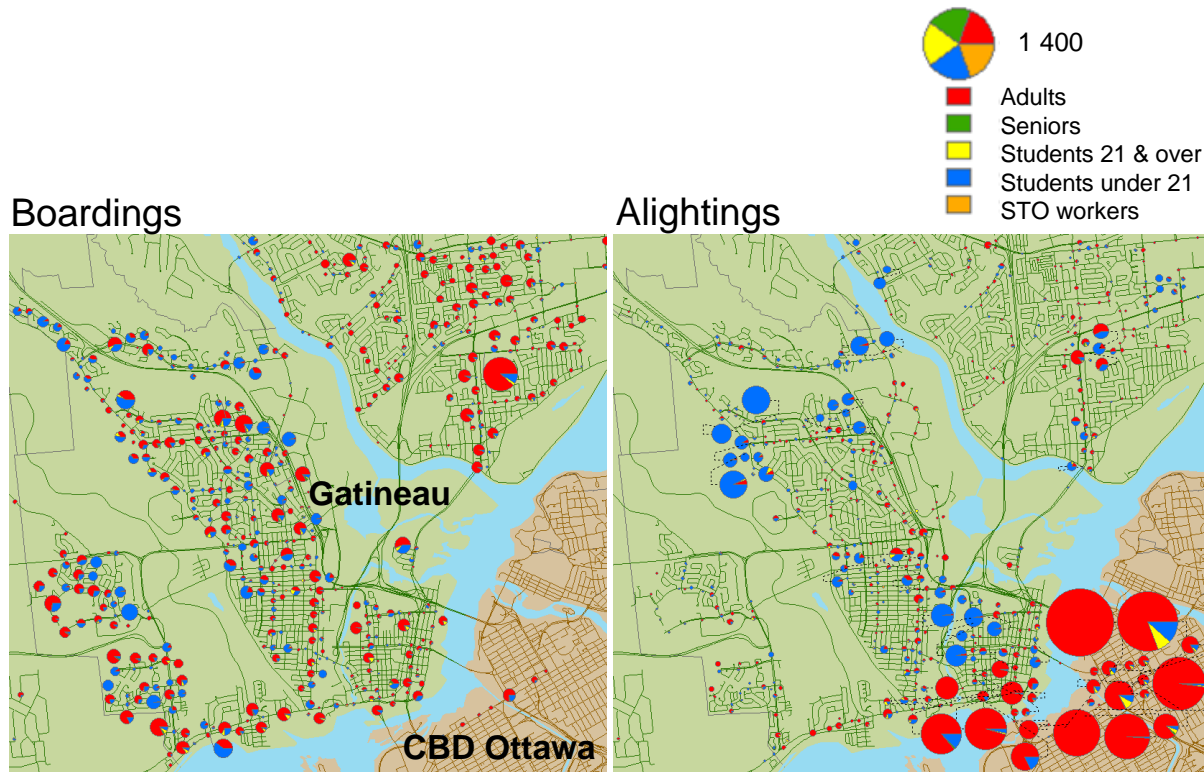 1 400
Adults
Seniors
Students 21 & over
Students under 21
STO workers
Boardings
Alightings
Gatineau
CBD Ottawa